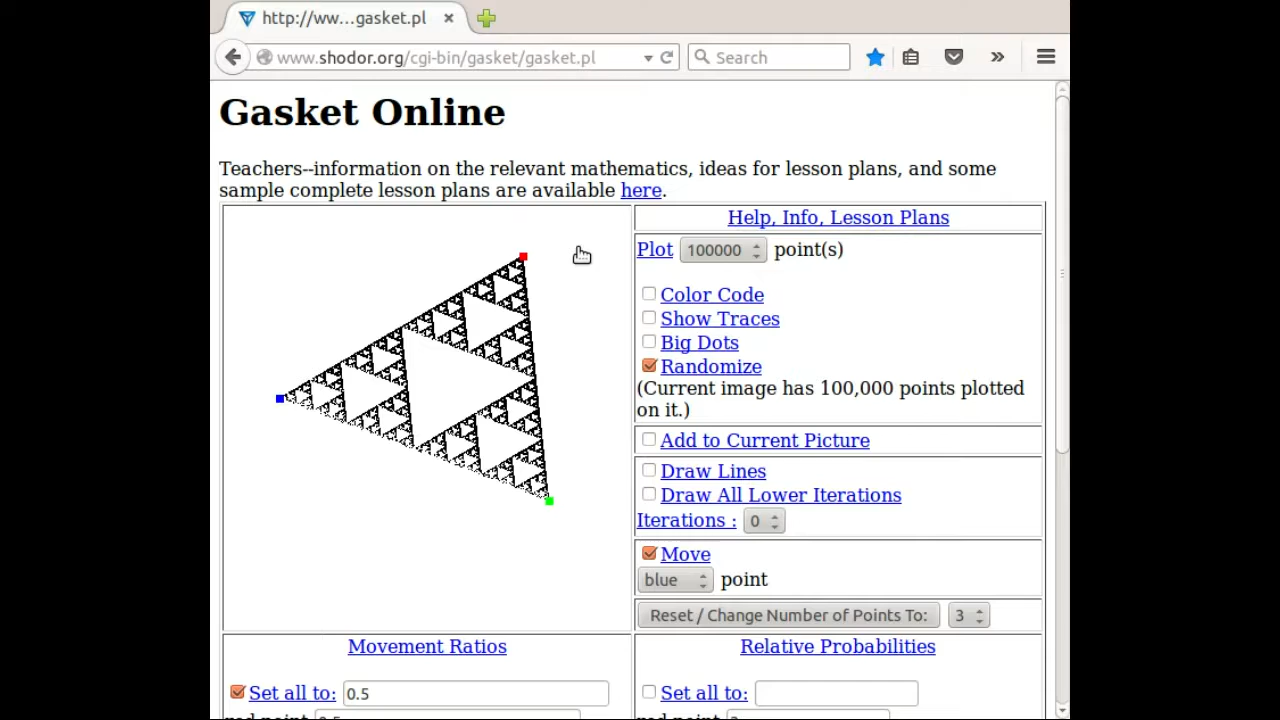 http://ww...gasket.pl
www.shodor.org/cgi-bin/gasket/gasket.pl
Search
Gasket Online
Teachers--information on the relevant mathematics, ideas for lesson plans, and some
sample complete lesson plans are available here.
Help, Info, Lesson Plans
Plot 100000 point(s)
Color Code
Show Traces
Big Dots
Randomize
(Current image has 100,000 points plotted
on it.)
Add to Current Picture
Draw Lines
Draw All Lower Iterations
Iterations : 0
Move
blue point
Reset / Change Number of Points To: 3
Movement Ratios
Relative Probabilities
Set all to: 0.5
Set all to: